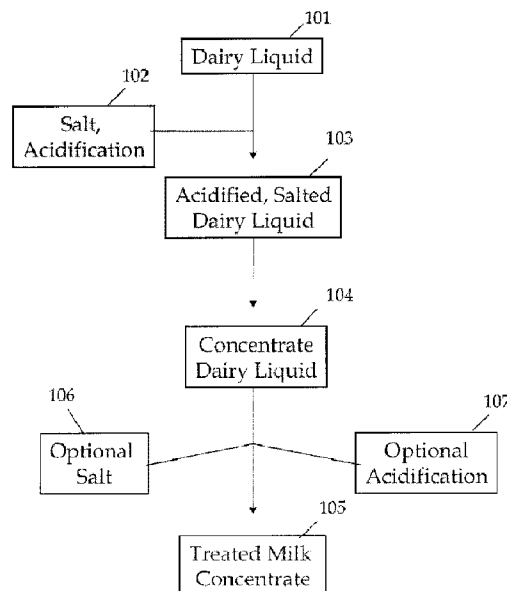 101
Dairy Liquid
102
Salt,
Acidification
103
Acidified, Salted
Dairy Liquid
104
Concentrate
Dairy Liquid
106
Optional
Salt
107
Optional
Acidification
105
Treated Milk
Concentrate